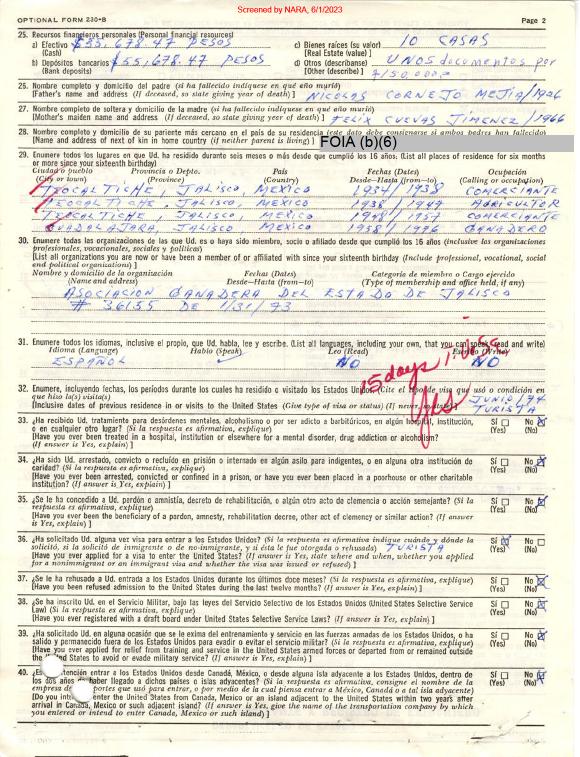 Screened by NARA, 6/1/2023
OPTIONAL FORM 230-B
Page 2
25. Recursos financieros personales (Personal financial resources)
a) Efectivo $55,678.47 PESOS
(Cash)
c) Bienes raíces (su valor) 10 CASAS
[Real Estate (value) ]
b) Depósitos bancarios $55,678.47 PESOS
(Bank deposits)
d) Otros (descríbanse) UNOS documentos por
[Other (describe) ]
26. Nombre completo y domicilio del padre (si ha fallecido indíquese en qué año murió)
[Father's name and address (If deceased, so state giving year of death) ] NICOLAS CORNEJO MEJIA/1926
27. Nombre completo de soltera y domicilio de la madre (si ha fallecido indíquese en qué año murió)
[Mother's maiden name and address (If deceased, so state giving year of death) ] FELIX CUEVAS JIMENEZ /1966
28. Nombre completo y domicilio de su pariente más cercano en el país de su residencia (este dato debe consignarse si ambos padres han fallecido)
[Name and address of next of kin in home country (if neither parent is living) ] FOIA (b)(6)
29. Enumere todos los lugares en que Ud. ha residido durante seis meses o más desde que cumplió los 16 años: (List all places of residence for six months
or more since your sixteenth birthday)
Ciudad o pueblo Provincia o Depto. País Fechas (Dates) Ocupación
(City or town) (Province) (Country) Desde—Hasta (from—to) (Calling or occupation)
TEOCALTICHE, JALISCO, MEXICO 1937/1938 COMERCIANTE
TEOCALTICHE, JALISCO, MEXICO 1938/1947 AGRICULTOR
TEOCALTICHE, JALISCO, MEXICO 1948/1957 COMERCIANTE
GUADALAJARA, JALISCO, MEXICO 1958/1976 GANADERO
30. Enumere todas las organizaciones de las que Ud. es o haya sido miembro, socio o afiliado desde que cumplió los 16 años (inclusive las organizaciones
profesionales, vocacionales, sociales y políticas)
[List all organizations you are now or have been a member of or affiliated with since your sixteenth birthday (Include professional, vocational, social
and political organizations) ]
Nombre y domicilio de la organización Fechas (Dates) Categoría de miembro o Cargo ejercido
(Name and address) Desde—Hasta (from—to) (Type of membership and office held, if any)
ASOCIACION GANADERA DEL ESTADO DE JALISCO
# 36135 DE 1/31/73
31. Enumere todos los idiomas, inclusive el propio, que Ud. habla, lee y escribe. (List all languages, including your own, that you can speak, read and write)
Idioma (Language) Hablo (Speak) Leo (Read) Escribo (Write)
ESPAÑOL NO NO
15 days
32. Enumere, incluyendo fechas, los períodos durante los cuales ha residido o visitado los Estados Unidos. (Cite el tipo de visa que usó o condición en
que hizo la(s) visita(s)) JUNIO/74
[Inclusive dates of previous residence in or visits to the United States (Give type of visa or status) TURISTA
33. ¿Ha recibido Ud. tratamiento para desórdenes mentales, alcoholismo o por ser adicto a barbitúricos, en algún hospital, institución,
o en cualquier otro lugar? (Si la respuesta es afirmativa, explique)
[Have you ever been treated in a hospital, institution or elsewhere for a mental disorder, drug addiction or alcoholism?
(If answer is Yes, explain) ]
Sí No
(Yes) (No)
34. ¿Ha sido Ud. arrestado, convicto o recluído en prisión o internado en algún asilo para indigentes, o en alguna otra institución de
caridad? (Si la respuesta es afirmativa, explique)
[Have you ever been arrested, convicted or confined in a prison, or have you ever been placed in a poorhouse or other charitable
institution? (If answer is Yes, explain) ]
Sí No
(Yes) (No)
35. ¿Se le ha concedido a Ud. perdón o amnistía, decreto de rehabilitación, o algún otro acto de clemencia o acción semejante? (Si la
respuesta es afirmativa, explique)
[Have you ever been the beneficiary of a pardon, amnesty, rehabilitation decree, other act of clemency or similar action? (If answer
is Yes, explain) ]
Sí No
(Yes) (No)
36. ¿Ha solicitado Ud. alguna vez visa para entrar a los Estados Unidos? (Si la respuesta es afirmativa indique cuándo y dónde la
solicitó, si la solicitó de inmigrante o de no-inmigrante, y si ésta le fue otorgada o rehusada) TURISTA
[Have you ever applied for a visa to enter the United States? (If answer is Yes, state where and when, whether you applied
for a nonimmigrant or an immigrant visa and whether the visa was issued or refused) ]
Sí No
(Yes) (No)
37. ¿Se le ha rehusado a Ud. entrada a los Estados Unidos durante los últimos doce meses? (Si la respuesta es afirmativa, explique)
[Have you been refused admission to the United States during the last twelve months? (If answer is Yes, explain) ]
Sí No
(Yes) (No)
38. ¿Se ha inscrito Ud. en el Servicio Militar, bajo las leyes del Servicio Selectivo de los Estados Unidos (United States Selective Service
Law) (Si la respuesta es afirmativa, explique)
[Have you ever registered with a draft board under United States Selective Service Laws? (If answer is Yes, explain) ]
Sí No
(Yes) (No)
39. ¿Ha solicitado Ud. en alguna ocasión que se le exima del entrenamiento y servicio en las fuerzas armadas de los Estados Unidos, o ha
salido y permanecido fuera de los Estados Unidos para evadir o evitar el servicio militar? (Si la respuesta es afirmativa, explique)
[Have you ever applied for relief from training and service in the United States armed forces or departed from or remained outside
the United States to avoid or evade military service? (If answer is Yes, explain) ]
Sí No
(Yes) (No)
40. intención entrar a los Estados Unidos desde Canadá, México, o desde alguna isla adyacente a los Estados Unidos, dentro de
los dos años de haber llegado a dichos países o islas adyacentes? (Si la respuesta es afirmativa, consigne el nombre de la
empresa de portes que usó para entrar, o por medio de la cual piensa entrar a México, Canadá o a tal isla adyacente)
[Do you intend to enter the United States from Canada, Mexico or an island adjacent to the United States within two years after
arrival in Canada, Mexico or such adjacent island? (If answer is Yes, give the name of the transportation company by which
you entered or intend to enter Canada, Mexico or such island) ]
Sí No
(Yes) (No)